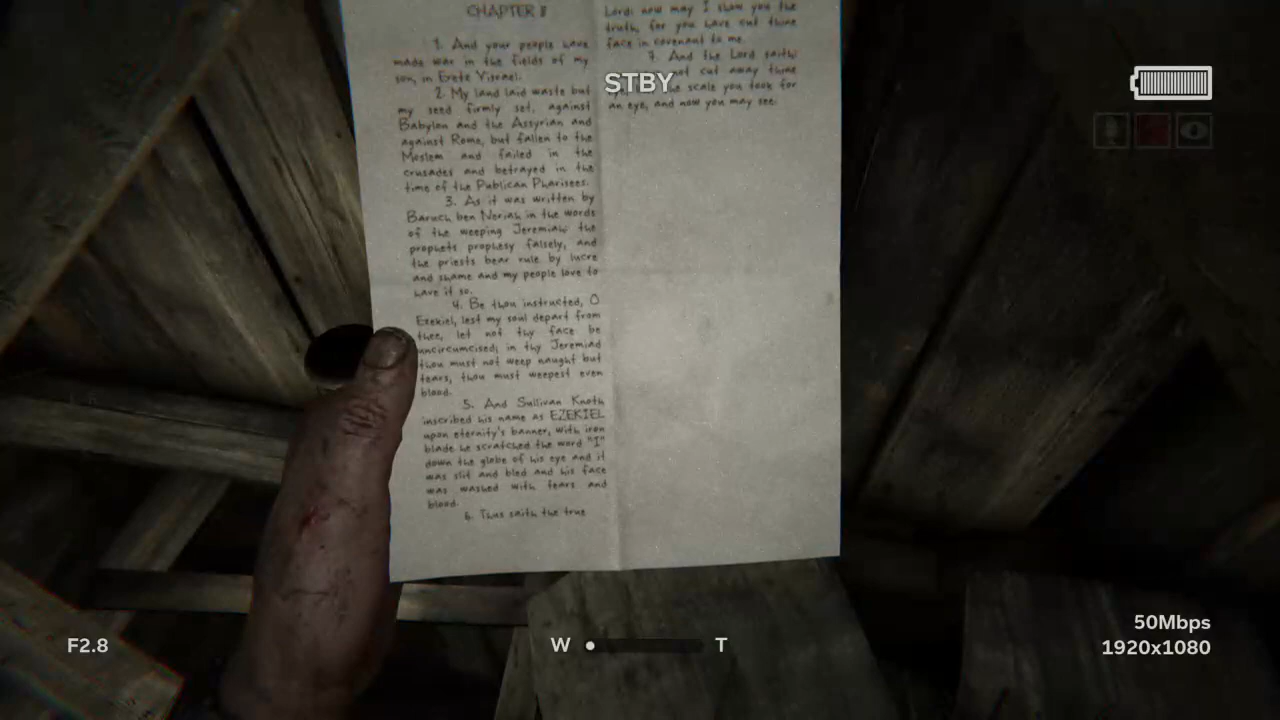 CHAPTER 8
1. And your people have
made war in the fields of my
son, in Erete Yisrael.
2. My land laid waste but
my seed firmly set, against
Babylon and the Assyrian and
against Rome, but fallen to the
Moslem and failed in the
crusades and betrayed in the
time of the Publican Pharisees.
3. As it was written by
Baruch ben Neriah in the words
of the weeping Jeremiah: the
prophets prophesy falsely, and
the priests bear rule by lucre
and shame and my people love to
have it so.
4. Be thou instructed, O
Ezekiel, lest my soul depart from
thee, let not thy face be
uncircumcised; in thy Jeremiad
thou must not weep naught but
tears, thou must weepest even
blood.
5. And Sullivan Knoth
inscribed his name as EZEKIEL
upon eternity's banner, with iron
blade he scratched the word "I"
down the globe of his eye and it
was slit and bled and his face
was washed with tears and
blood.
6. Thus saith the true
Lord: now may I show you the
truth, for you have cut thine
face in covenant to me.
7. And the Lord saith:
not cut away thine
scale you took for
an eye, and now you may see.
STBY
F2.8
W T
50Mbps
1920x1080